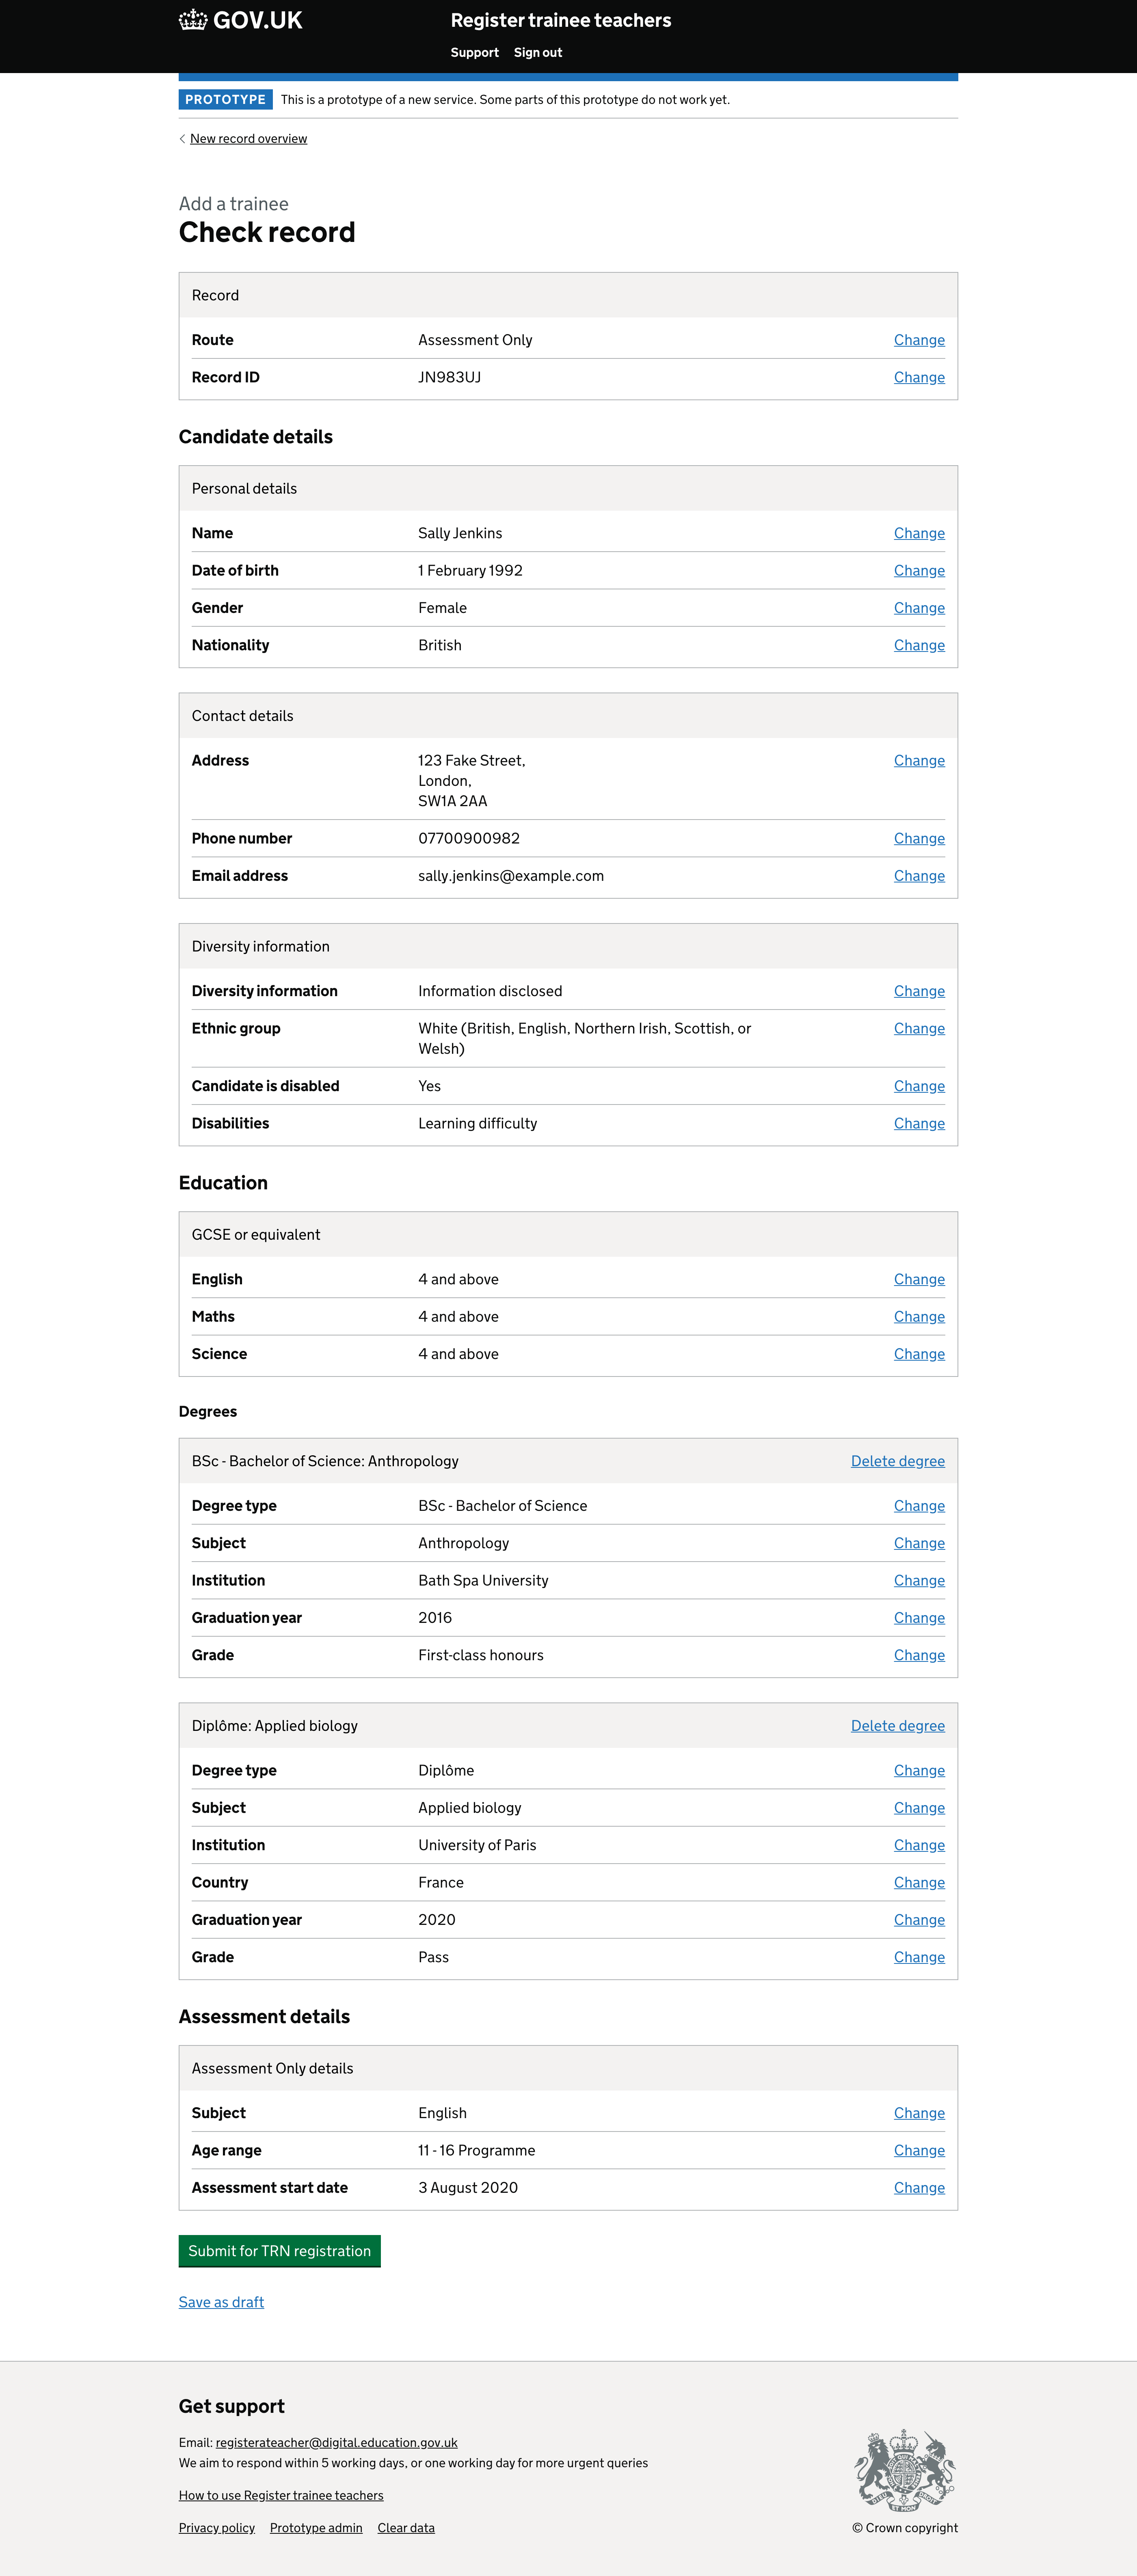 GOV.UK
Register trainee teachers
Support Sign out
PROTOTYPE This is a prototype of a new service. Some parts of this prototype do not work yet.
New record overview
Add a trainee
Check record
Record
Route Assessment Only Change
Record ID JN983UJ Change
Candidate details
Personal details
Name Sally Jenkins Change
Date of birth 1 February 1992 Change
Gender Female Change
Nationality British Change
Contact details
Address 123 Fake Street, Change
London,
SW1A 2AA
Phone number 07700900982 Change
Email address sally.jenkins@example.com Change
Diversity information
Diversity information Information disclosed Change
Ethnic group White (British, English, Northern Irish, Scottish, or Change
Welsh)
Candidate is disabled Yes Change
Disabilities Learning difficulty Change
Education
GCSE or equivalent
English 4 and above Change
Maths 4 and above Change
Science 4 and above Change
Degrees
BSc - Bachelor of Science: Anthropology Delete degree
Degree type BSc - Bachelor of Science Change
Subject Anthropology Change
Institution Bath Spa University Change
Graduation year 2016 Change
Grade First-class honours Change
Diplôme: Applied biology Delete degree
Degree type Diplôme Change
Subject Applied biology Change
Institution University of Paris Change
Country France Change
Graduation year 2020 Change
Grade Pass Change
Assessment details
Assessment Only details
Subject English Change
Age range 11 - 16 Programme Change
Assessment start date 3 August 2020 Change
Submit for TRN registration
Save as draft
Get support
Email: registerateacher@digital.education.gov.uk
We aim to respond within 5 working days, or one working day for more urgent queries
How to use Register trainee teachers
Privacy policy Prototype admin Clear data
DIEU ET MON DROIT
© Crown copyright